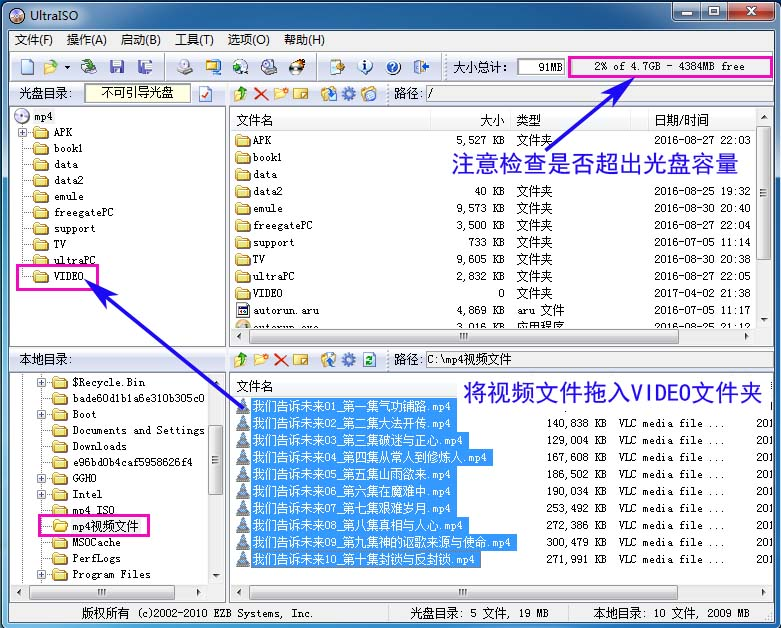 UltraISO
文件(F) 操作(A) 启动(B) 工具(T) 选项(O) 帮助(H)
大小总计: 91MB 2% of 4.7GB - 4384MB free
光盘目录: 不可引导光盘 路径: /
mp4
APK
book1
data
data2
emule
freegatePC
support
TV
ultraPC
VIDEO
文件名 大小 类型 日期/时间
APK 5,527 KB 文件夹 2016-08-27 22:03
book1
data
data2 40 KB 文件夹 2016-08-25 19:32
emule 9,573 KB 文件夹 2016-08-30 20:40
freegatePC 3,500 KB 文件夹 2016-08-27 22:04
support 733 KB 文件夹 2016-07-05 11:14
TV 9,605 KB 文件夹 2016-08-30 20:04
ultraPC 2,832 KB 文件夹 2016-08-27 22:05
VIDEO 0 文件夹 2017-04-02 21:38
autorun.aru 4,869 KB aru 文件 2016-07-05 11:17
autorun.exe 3,016 KB 应用程序 2016-08-25 21:12
注意检查是否超出光盘容量
本地目录: 路径: C:\mp4视频文件
$Recycle.Bin
bade60d1b1a6e310b305c0
Boot
Documents and Settings
Downloads
e96bd0b4caf5958626f4
GGHO
Intel
mp4 ISO
mp4视频文件
MSOCache
PerfLogs
Program Files
文件名
将视频文件拖入VIDEO文件夹
我们告诉未来01_第一集气功铺路.mp4
我们告诉未来02_第二集大法开传.mp4 140,838 KB VLC media file ... 201
我们告诉未来03_第三集破迷与正心.mp4 129,004 KB VLC media file ... 201
我们告诉未来04_第四集从常人到修炼人.mp4 167,608 KB VLC media file ... 201
我们告诉未来05_第五集山雨欲来.mp4 186,502 KB VLC media file ... 201
我们告诉未来06_第六集在魔难中.mp4 190,034 KB VLC media file ... 201
我们告诉未来07_第七集艰难岁月.mp4 253,492 KB VLC media file ... 201
我们告诉未来08_第八集真相与人心.mp4 272,386 KB VLC media file ... 201
我们告诉未来09_第九集神的讴歌来源与使命.mp4 300,479 KB VLC media file ... 201
我们告诉未来10_第十集封锁与反封锁.mp4 271,991 KB VLC media file ... 201
版权所有 (c)2002-2010 EZB Systems, Inc. 光盘目录: 5 文件, 19 MB 本地目录: 10 文件, 2009 MB